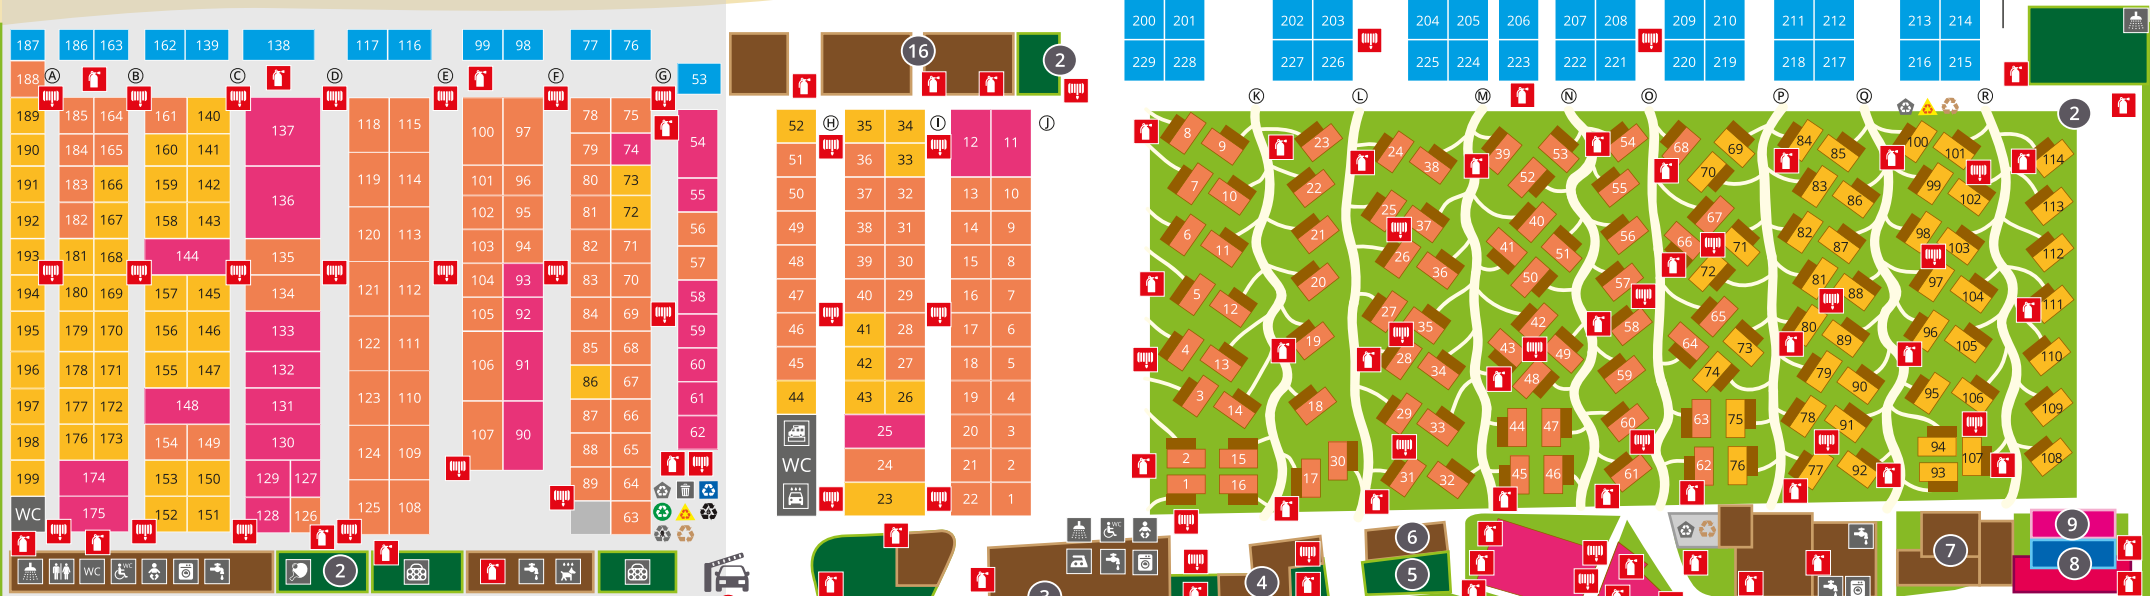 200 201 202 203 204 205 206 207 208 209 210 211 212 213 214
187 186 163 162 139 138 117 116 99 98 77 76 16 2
229 228 227 226 225 224 223 222 221 220 219 218 217 216 215
188 A B C D E F G 53
K L M N O P Q R
189 185 164 161 140 137 118 115 100 97 78 75 54 52 H 35 34 I 12 11 J 2
190 184 165 160 141 119 114 79 74 51 36 33
191 183 166 159 142 136 101 96 80 73 55 50 37 32 13 10
192 182 167 158 143 120 113 102 95 81 72 56 49 38 31 14 9
193 181 168 144 135 103 94 82 71 57 48 39 30 15 8
194 180 169 157 145 134 121 112 104 93 83 70 58 47 40 29 16 7
195 179 170 156 146 133 122 111 105 92 84 69 59 46 41 28 17 6
196 178 171 155 147 132 106 91 85 68 60 45 42 27 18 5
197 177 172 148 131 123 110 86 67 61 44 43 26 19 4
198 176 173 154 149 130 124 109 107 90 87 66 62 25 20 3
199 174 153 150 129 127 88 65 WC 24 21 2
WC 175 152 151 128 126 125 108 89 64 23 22 1
63
8 9 23 24 38 39 53 54 68 69 84 85 100 101 114
7 10 22 52 55 70 83 86 99 102 113
6 11 21 25 37 26 36 40 41 51 56 67 66 71 82 87 98 103 112
5 12 20 27 35 50 57 72 81 88 97 104 111
4 13 19 28 34 42 43 49 48 58 59 65 64 73 74 80 89 79 90 96 105 110
3 14 18 29 33 44 47 60 63 75 78 91 95 106 109
2 15 30 94 107 108
1 16 17 31 32 45 46 61 62 76 77 92 93
WC WC 2 6 7 9
5 4 8
3